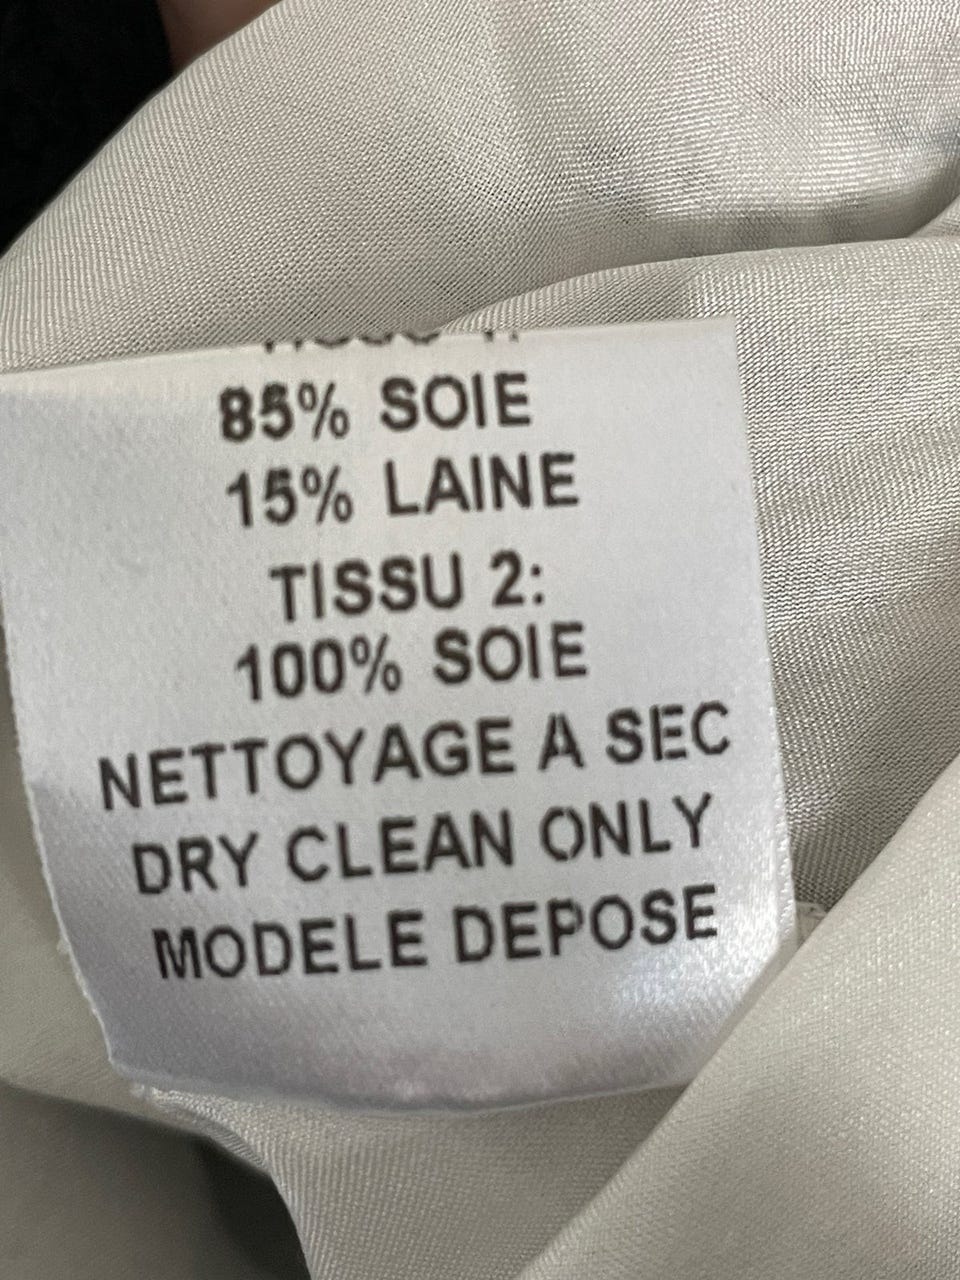 85% SOIE
15% LAINE
TISSU 2:
100% SOIE
NETTOYAGE A SEC
DRY CLEAN ONLY
MODELE DEPOSE